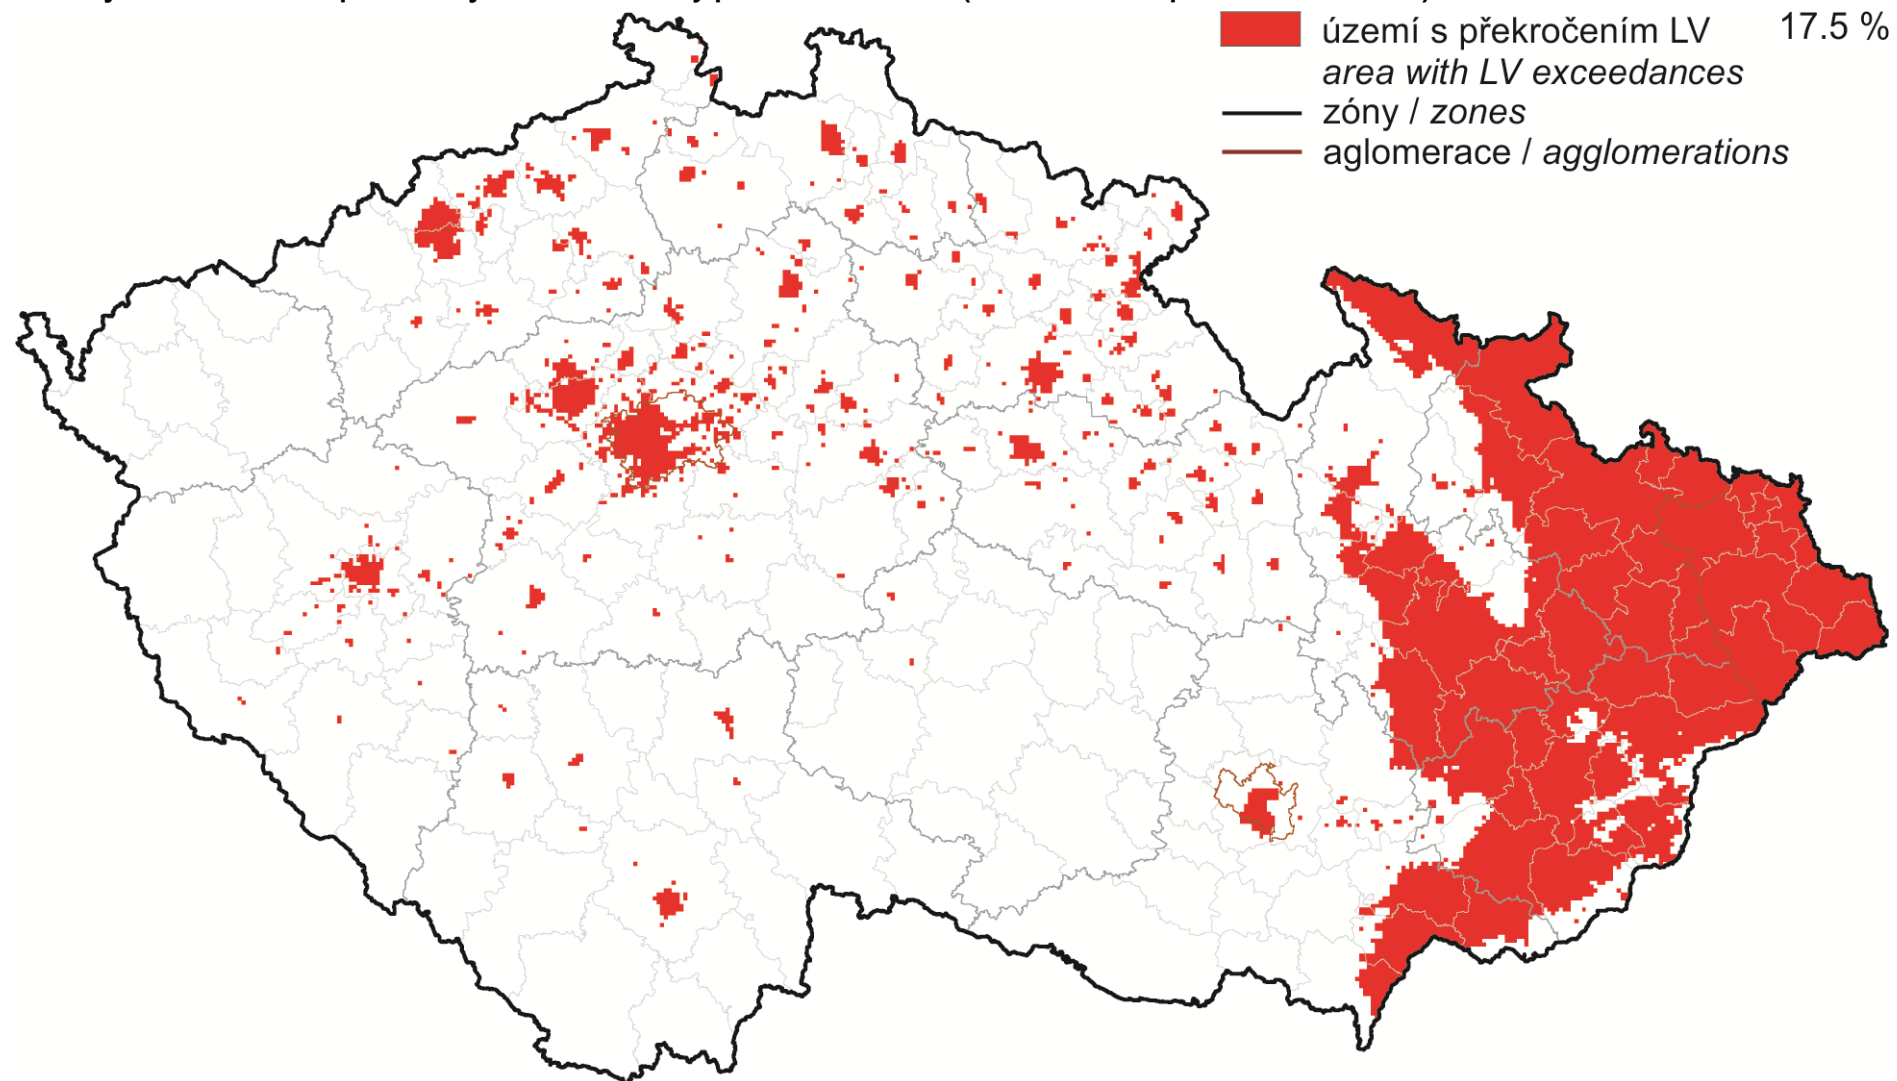 území s překročením LV 17.5 %
area with LV exceedances
zóny / zones
aglomerace / agglomerations